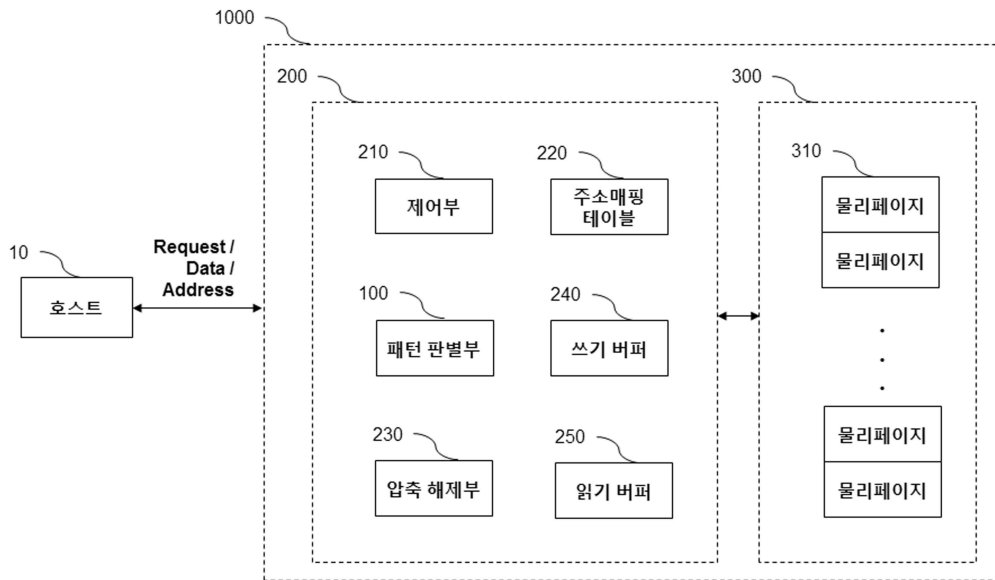 1000
200
300
210
제어부
220
주소매핑
테이블
310
물리페이지
물리페이지
10
호스트
Request /
Data /
Address
100
패턴 판별부
240
쓰기 버퍼
230
압축 해제부
250
읽기 버퍼
물리페이지
물리페이지